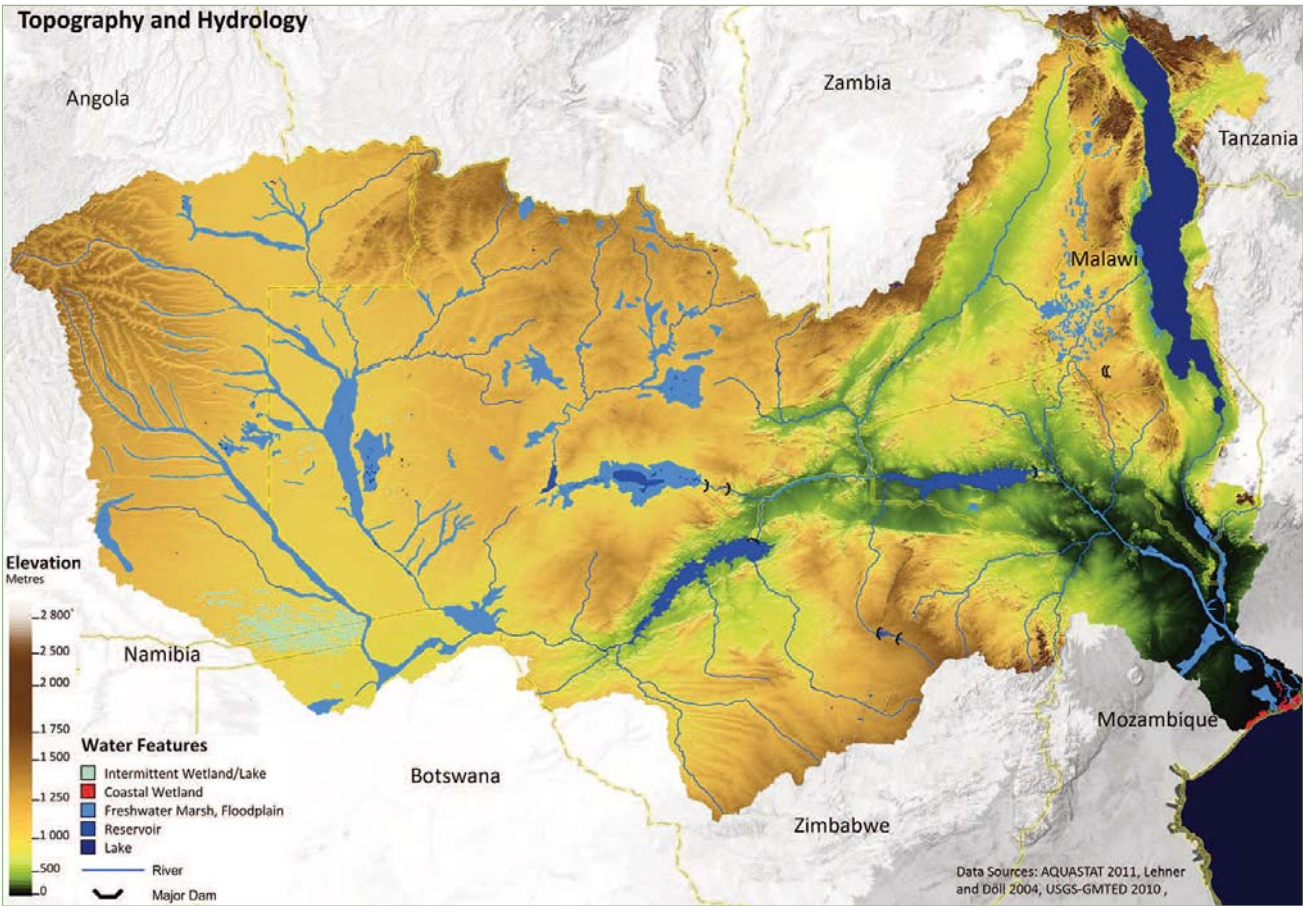 Topography and Hydrology
Angola
Zambia
Tanzania
Malawi
Elevation
Metres
2 800
2 500
2 000
1 750
1 500
1 250
1 000
500
0
Namibia
Botswana
Zimbabwe
Mozambique
Water Features
Intermittent Wetland/Lake
Coastal Wetland
Freshwater Marsh, Floodplain
Reservoir
Lake
River
Major Dam
Data Sources: AQUASTAT 2011, Lehner
and Döll 2004, USGS-GMTED 2010 ,